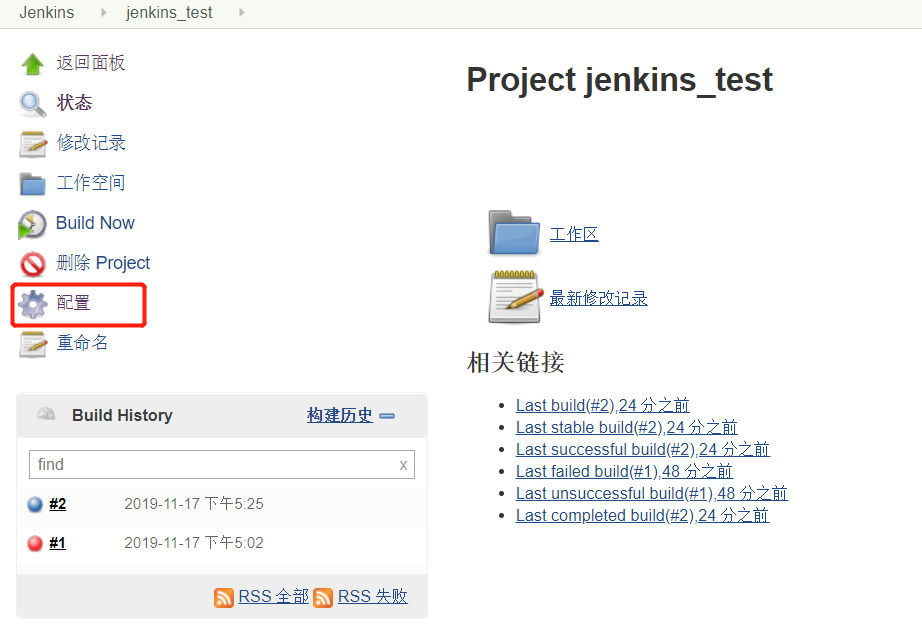 Jenkins jenkins_test
返回面板
状态
修改记录
工作空间
Build Now
删除 Project
配置
重命名
Build History 构建历史
find x
#2 2019-11-17 下午5:25
#1 2019-11-17 下午5:02
RSS 全部 RSS 失败
Project jenkins_test
工作区
最新修改记录
相关链接
Last build(#2),24 分之前
Last stable build(#2),24 分之前
Last successful build(#2),24 分之前
Last failed build(#1),48 分之前
Last unsuccessful build(#1),48 分之前
Last completed build(#2),24 分之前